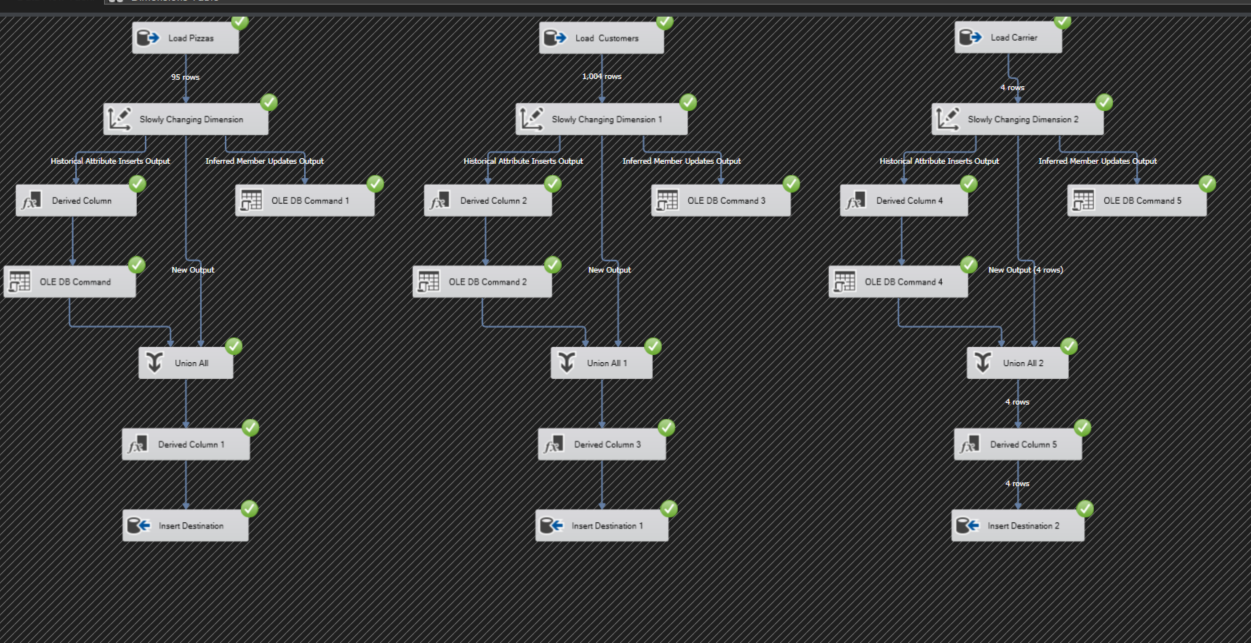 Dimensions Table
Load Pizzas
Load Customers
Load Carrier
95 rows
1,004 rows
4 rows
Slowly Changing Dimension
Slowly Changing Dimension 1
Slowly Changing Dimension 2
Historical Attribute Inserts Output
Inferred Member Updates Output
Historical Attribute Inserts Output
Inferred Member Updates Output
Historical Attribute Inserts Output
Inferred Member Updates Output
Derived Column
OLE DB Command 1
Derived Column 2
OLE DB Command 3
Derived Column 4
OLE DB Command 5
OLE DB Command
New Output
OLE DB Command 2
New Output
OLE DB Command 4
New Output (4 rows)
Union All
Union All 1
Union All 2
4 rows
Derived Column 1
Derived Column 3
Derived Column 5
4 rows
Insert Destination
Insert Destination 1
Insert Destination 2